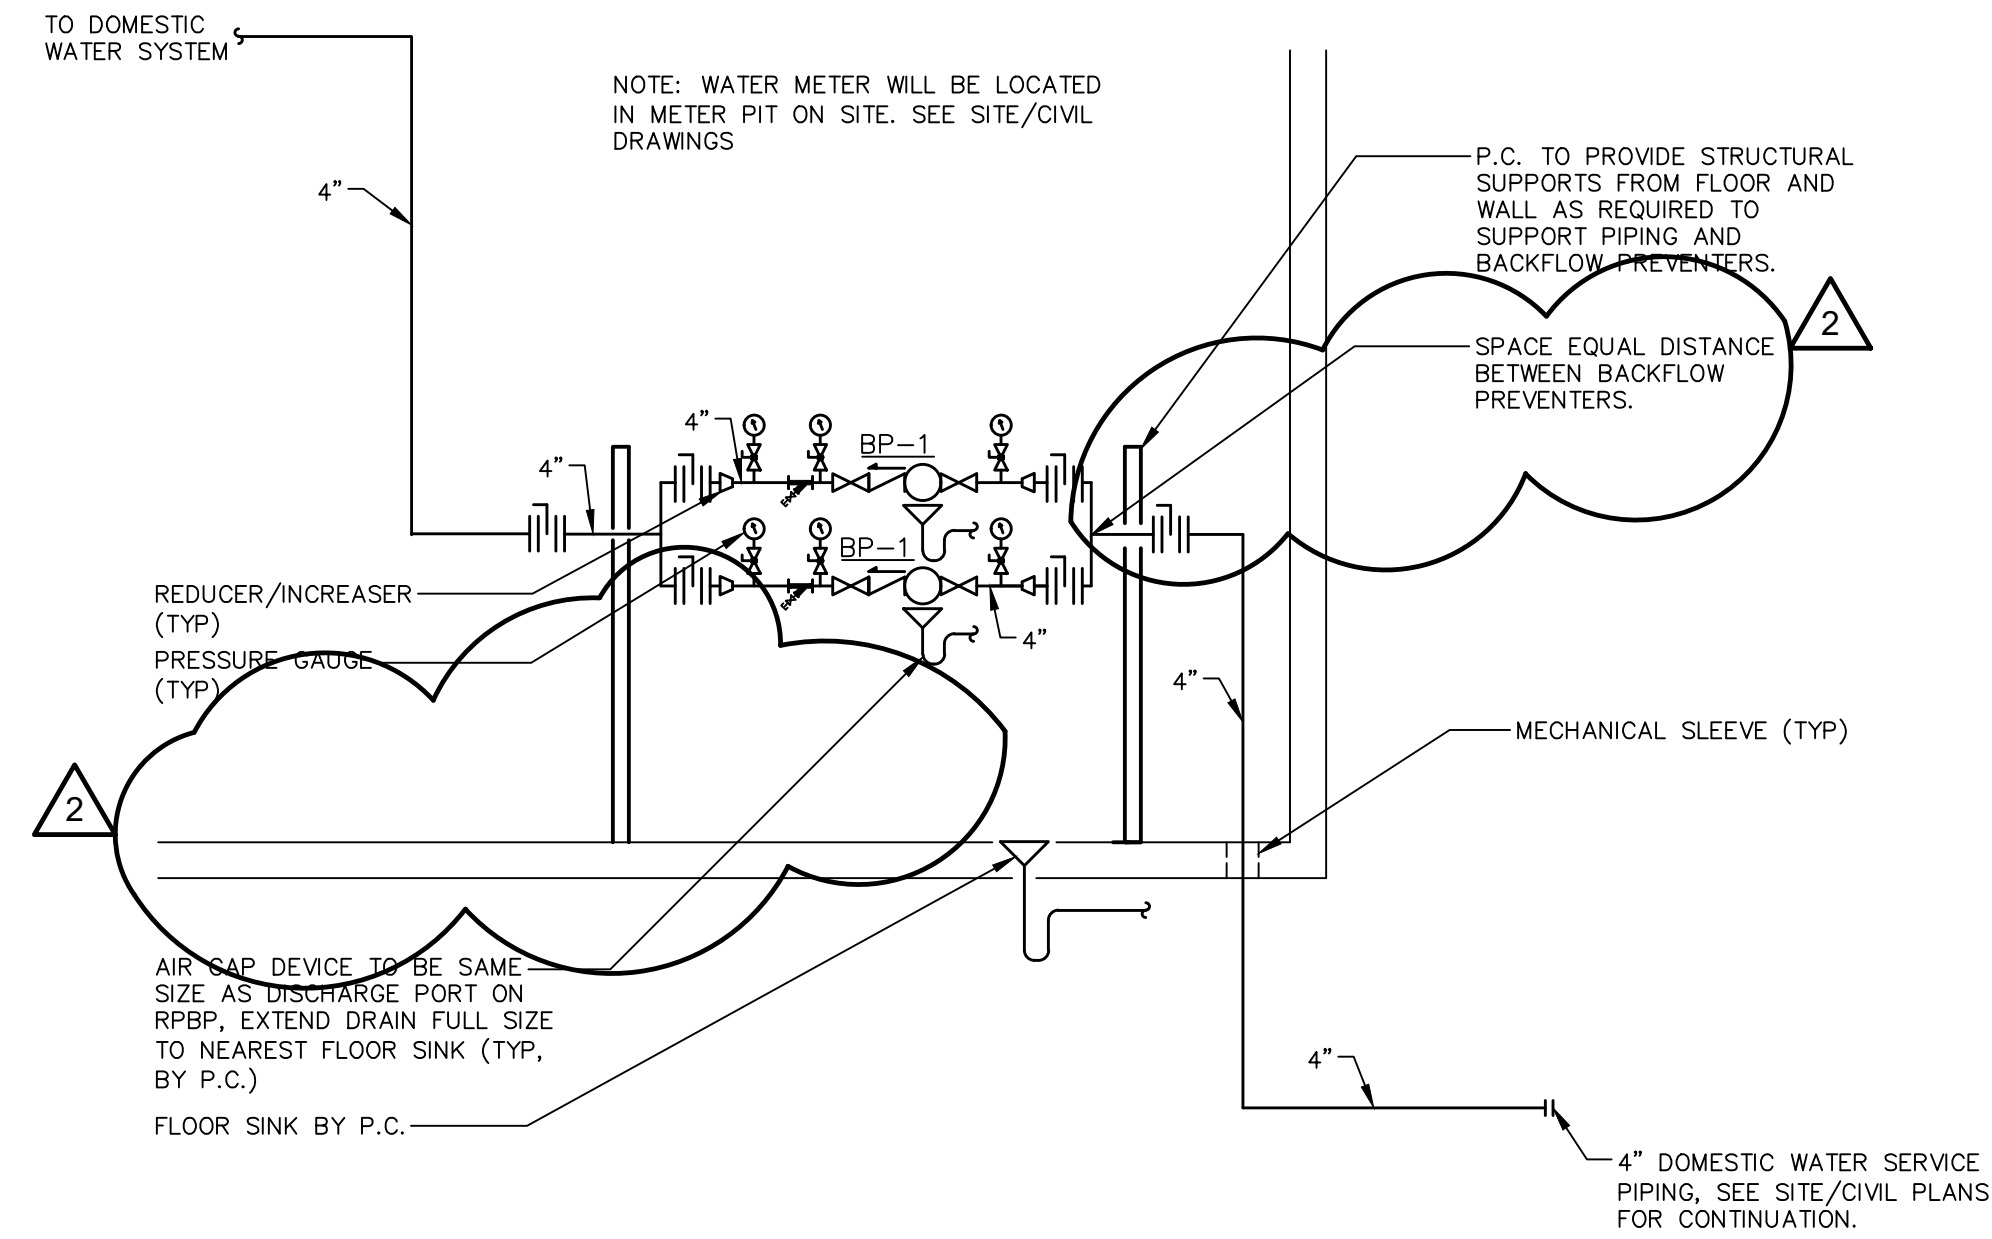 TO DOMESTIC
WATER SYSTEM
NOTE: WATER METER WILL BE LOCATED
IN METER PIT ON SITE. SEE SITE/CIVIL
DRAWINGS
4"
P.C. TO PROVIDE STRUCTURAL
SUPPORTS FROM FLOOR AND
WALL AS REQUIRED TO
SUPPORT PIPING AND
BACKFLOW PREVENTERS.
2
SPACE EQUAL DISTANCE
BETWEEN BACKFLOW
PREVENTERS.
4"
BP-1
4"
BP-1
REDUCER/INCREASER
(TYP)
4"
PRESSURE GAUGE
(TYP)
4"
MECHANICAL SLEEVE (TYP)
2
AIR GAP DEVICE TO BE SAME
SIZE AS DISCHARGE PORT ON
RPBP, EXTEND DRAIN FULL SIZE
TO NEAREST FLOOR SINK (TYP,
BY P.C.)
4"
FLOOR SINK BY P.C.
4" DOMESTIC WATER SERVICE
PIPING, SEE SITE/CIVIL PLANS
FOR CONTINUATION.